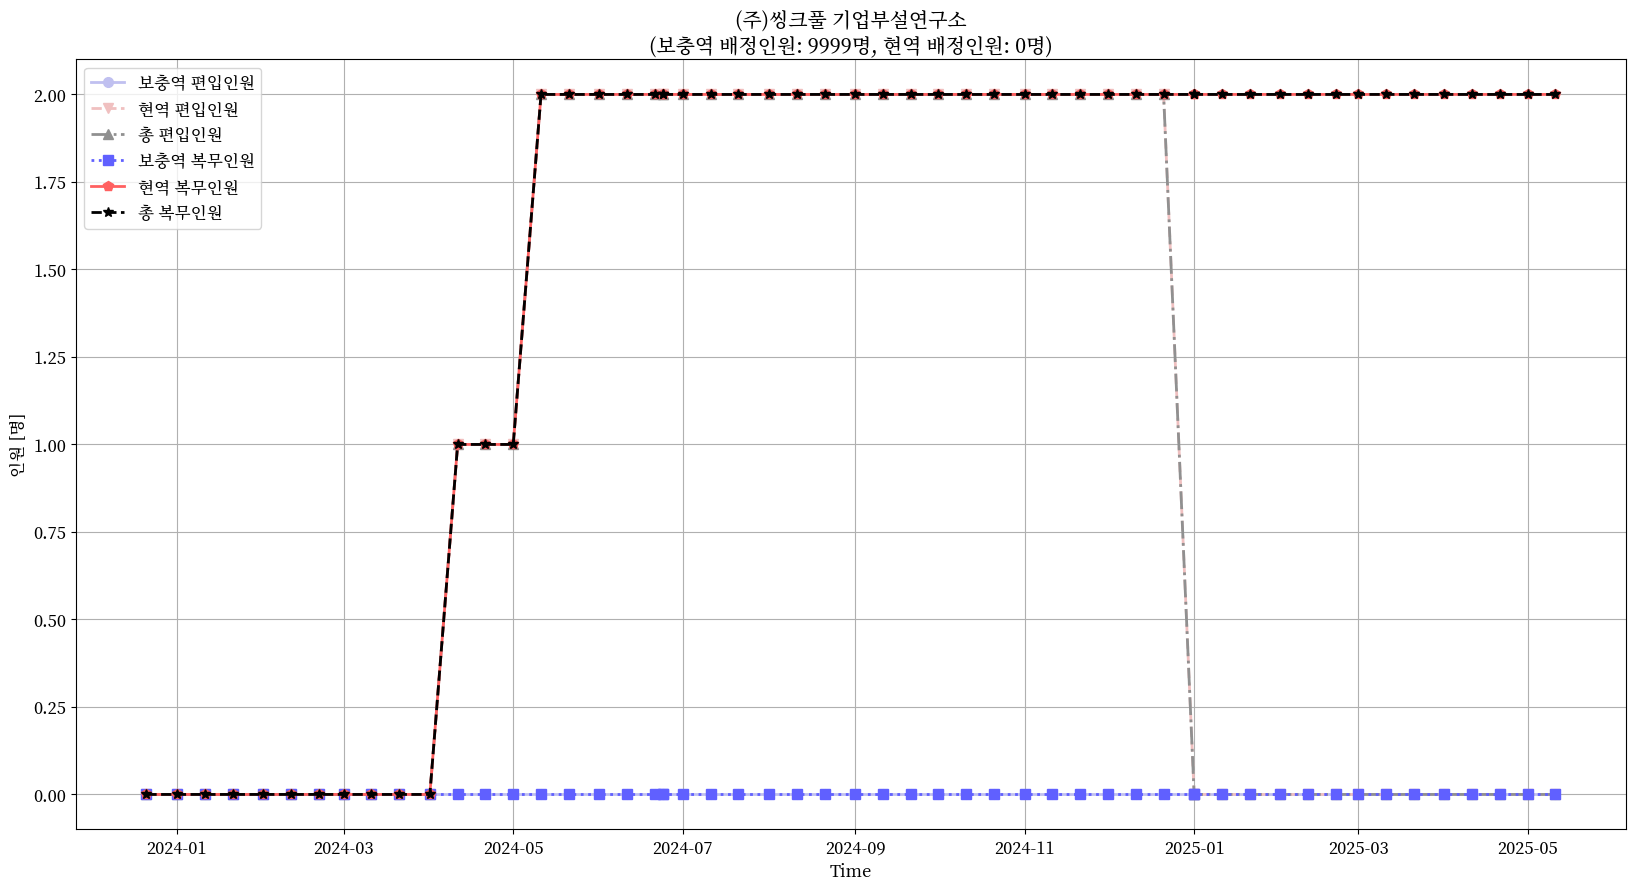 (주)씽크풀 기업부설연구소
(보충역 배정인원: 9999명, 현역 배정인원: 0명)
보충역 편입인원
현역 편입인원
총 편입인원
보충역 복무인원
현역 복무인원
총 복무인원
2.00
1.75
1.50
1.25
1.00
0.75
0.50
0.25
0.00
인원 [명]
2024-01 2024-03 2024-05 2024-07 2024-09 2024-11 2025-01 2025-03 2025-05
Time